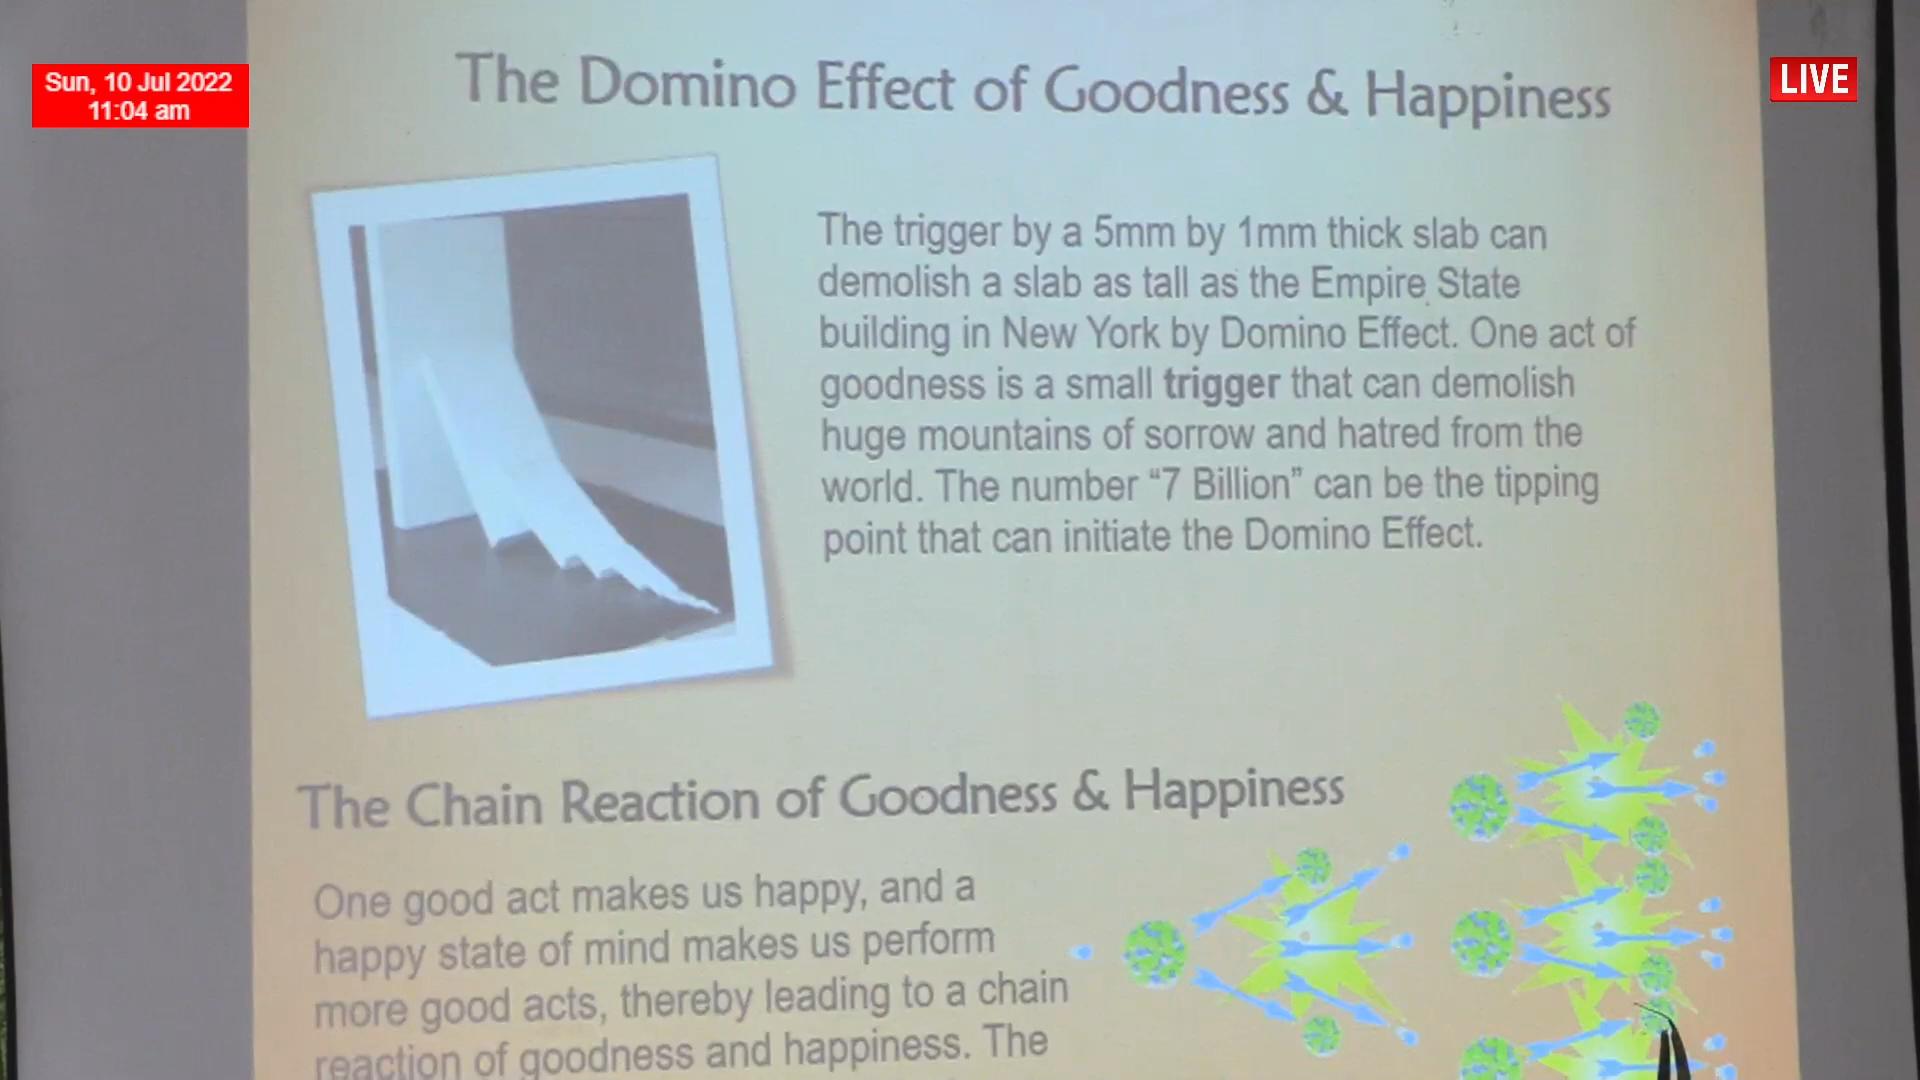 Sun, 10 Jul 2022
11:04 am
LIVE
The Domino Effect of Goodness & Happiness
The trigger by a 5mm by 1mm thick slab can
demolish a slab as tall as the Empire State
building in New York by Domino Effect. One act of
goodness is a small trigger that can demolish
huge mountains of sorrow and hatred from the
world. The number “7 Billion” can be the tipping
point that can initiate the Domino Effect.
The Chain Reaction of Goodness & Happiness
One good act makes us happy, and a
happy state of mind makes us perform
more good acts, thereby leading to a chain
reaction of goodness and happiness. The